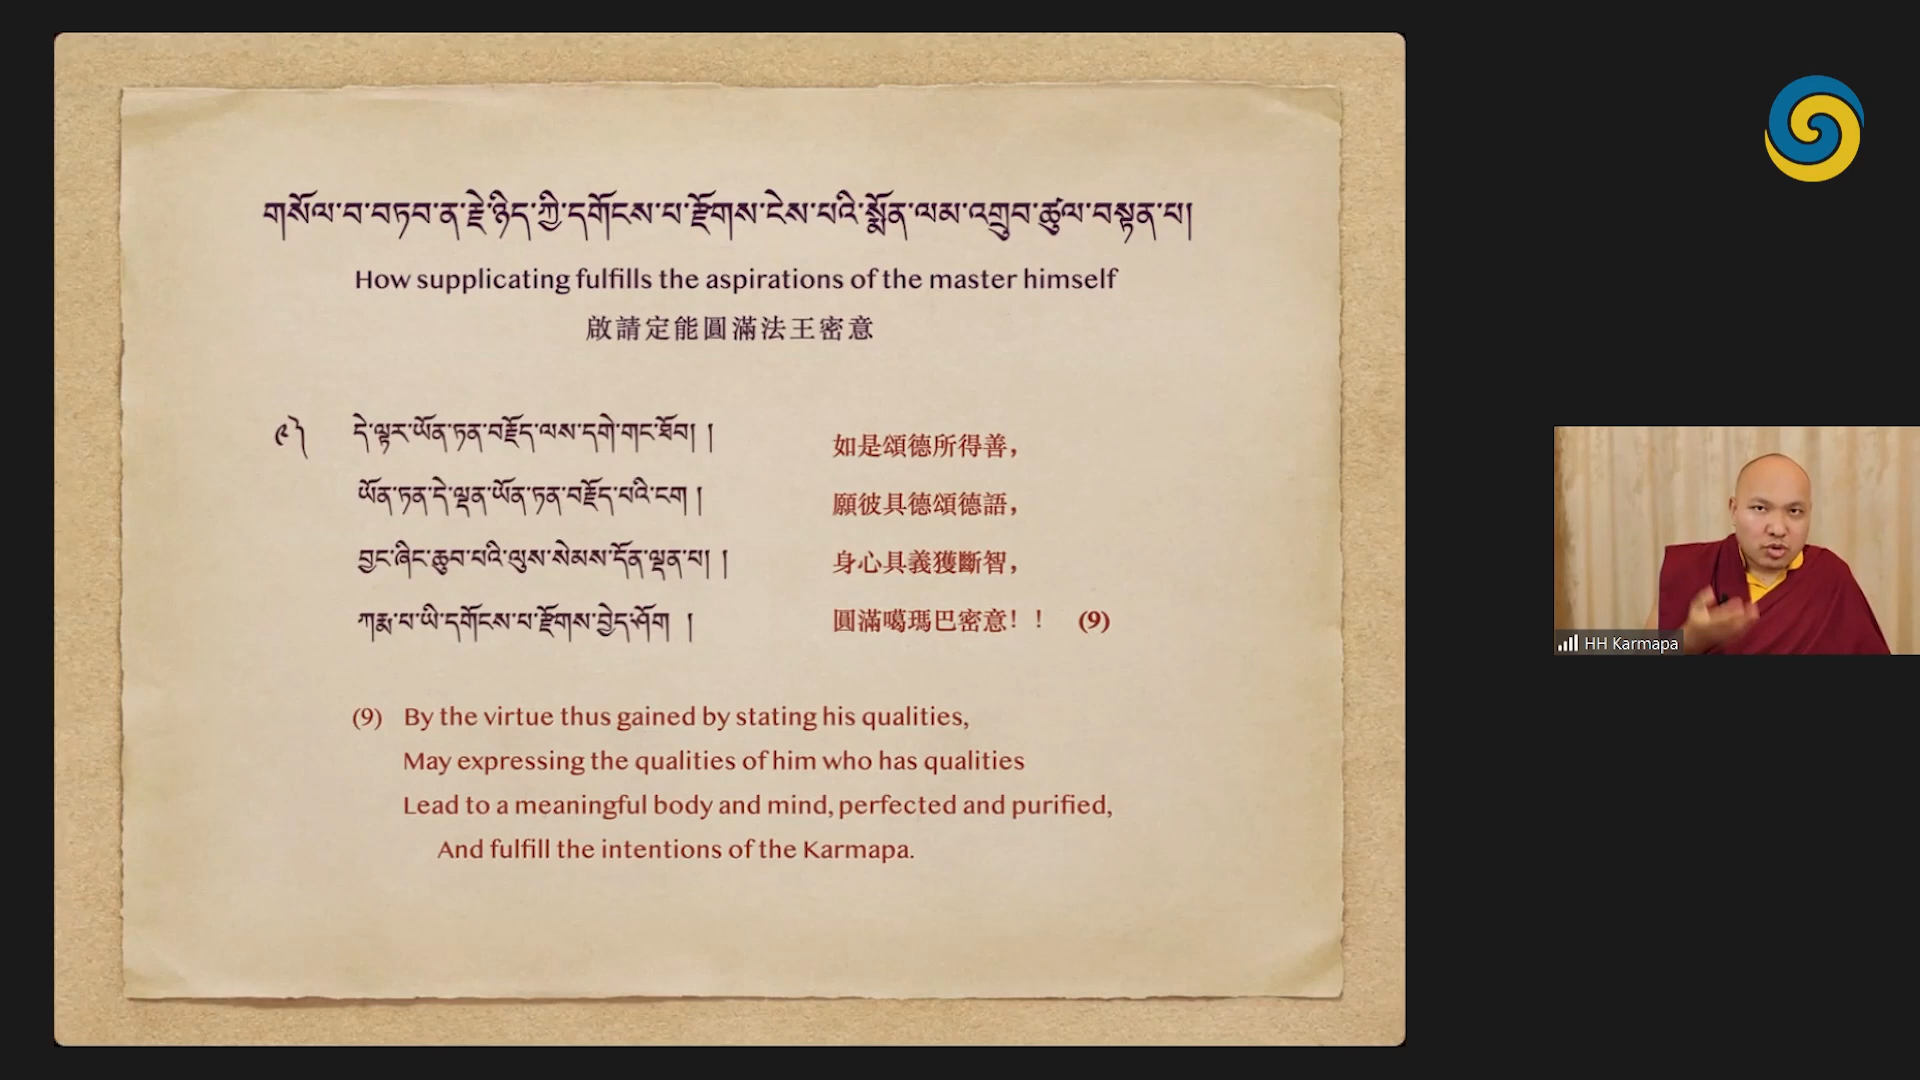 གསོལ་བ་བཏབ་ན་རྗེ་ཉིད་ཀྱི་དགོངས་པ་རྫོགས་ངེས་པའི་སྨོན་ལམ་འགྲུབ་ཚུལ་བསྟན་པ།
How supplicating fulfills the aspirations of the master himself
啟請定能圓滿法王密意
༩༽ དེ་ལྟར་ཡོན་ཏན་བརྗོད་ལས་དགེ་གང་ཐོབ། །
ཡོན་ཏན་དེ་ལྡན་ཡོན་ཏན་བརྗོད་པའི་ངག །
བྱང་ཞིང་ཆུབ་པའི་ལུས་སེམས་དོན་ལྡན་པ། །
ཀརྨ་པ་ཡི་དགོངས་པ་རྫོགས་བྱེད་ཤོག །
如是頌德所得善，
願彼具德頌德語，
身心具義獲斷智，
圓滿噶瑪巴密意！！ (9)
(9) By the virtue thus gained by stating his qualities,
May expressing the qualities of him who has qualities
Lead to a meaningful body and mind, perfected and purified,
And fulfill the intentions of the Karmapa.
HH Karmapa